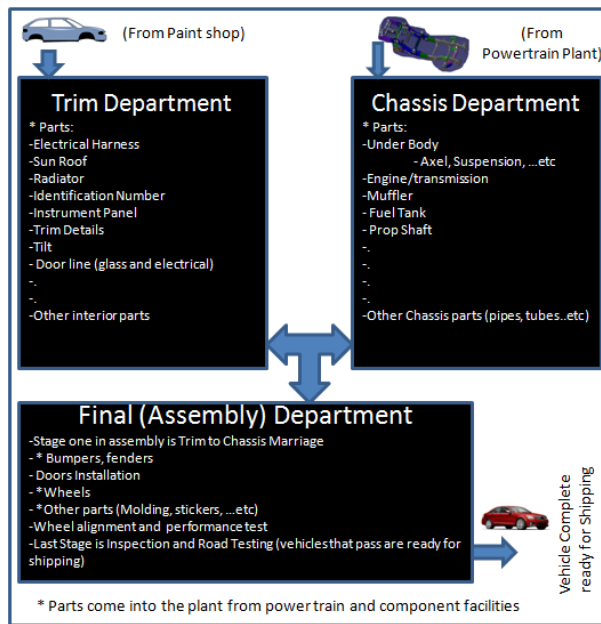 (From Paint shop)
(From
Powertrain Plant)
Trim Department
* Parts:
-Electrical Harness
-Sun Roof
-Radiator
-Identification Number
-Instrument Panel
-Trim Details
-Tilt
- Door line (glass and electrical)
-.
-.
-Other interior parts
Chassis Department
* Parts:
-Under Body
- Axel, Suspension, ...etc
-Engine/transmission
-Muffler
- Fuel Tank
- Prop Shaft
-.
-.
-.
-.
-Other Chassis parts (pipes, tubes..etc)
Final (Assembly) Department
-Stage one in assembly is Trim to Chassis Marriage
- * Bumpers, fenders
- Doors Installation
- *Wheels
- *Other parts (Molding, stickers, ...etc)
-Wheel alignment and performance test
-Last Stage is Inspection and Road Testing (vehicles that pass are ready for
shipping)
Vehicle Complete
ready for Shipping
* Parts come into the plant from power train and component facilities